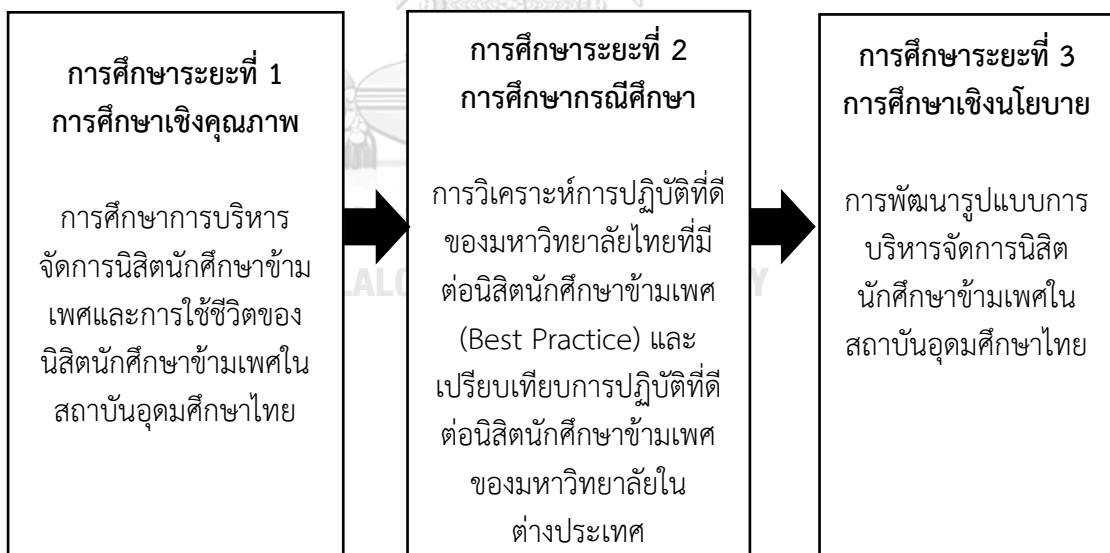 การศึกษาระยะที่ 1
การศึกษาเชิงคุณภาพ
การศึกษาการบริหาร
จัดการนิสิตนักศึกษาข้าม
เพศและการใช้ชีวิตของ
นิสิตนักศึกษาข้ามเพศใน
สถาบันอุดมศึกษาไทย
การศึกษาระยะที่ 2
การศึกษากรณีศึกษา
การวิเคราะห์การปฏิบัติที่ดี
ของมหาวิทยาลัยไทยที่มี
ต่อนิสิตนักศึกษาข้ามเพศ
(Best Practice) และ
เปรียบเทียบการปฏิบัติที่ดี
ต่อนิสิตนักศึกษาข้ามเพศ
ของมหาวิทยาลัยใน
ต่างประเทศ
การศึกษาระยะที่ 3
การศึกษาเชิงนโยบาย
การพัฒนารูปแบบการ
บริหารจัดการนิสิต
นักศึกษาข้ามเพศใน
สถาบันอุดมศึกษาไทย